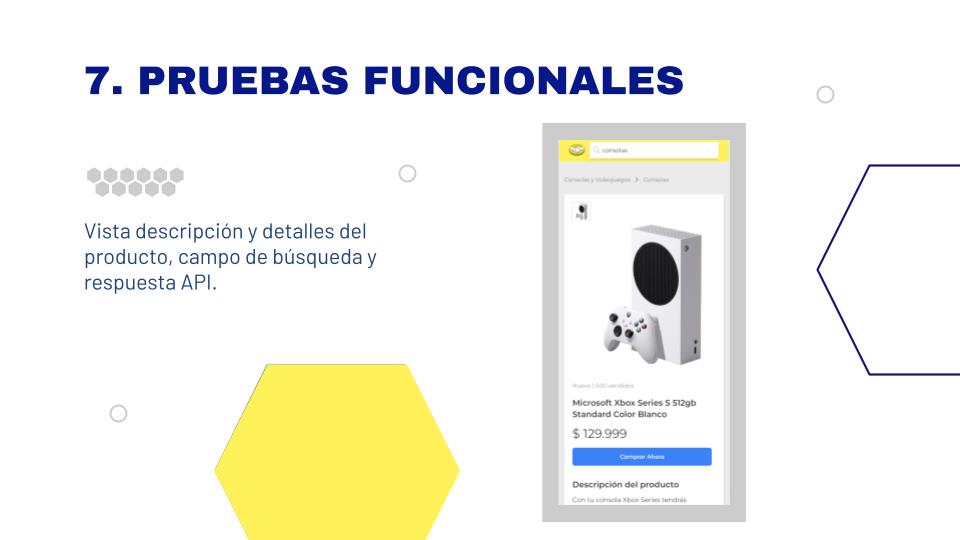 7. PRUEBAS FUNCIONALES
Vista descripción y detalles del
producto, campo de búsqueda y
respuesta API.
consolas
Consolas y Videojuegos > Consolas
Nuevo | 500 vendidos
Microsoft Xbox Series S 512gb
Standard Color Blanco
$ 129.999
Comprar Ahora
Descripción del producto
Con tu consola Xbox Series tendrás